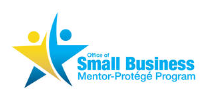 Office of
Small Business
Mentor-Protégé Program